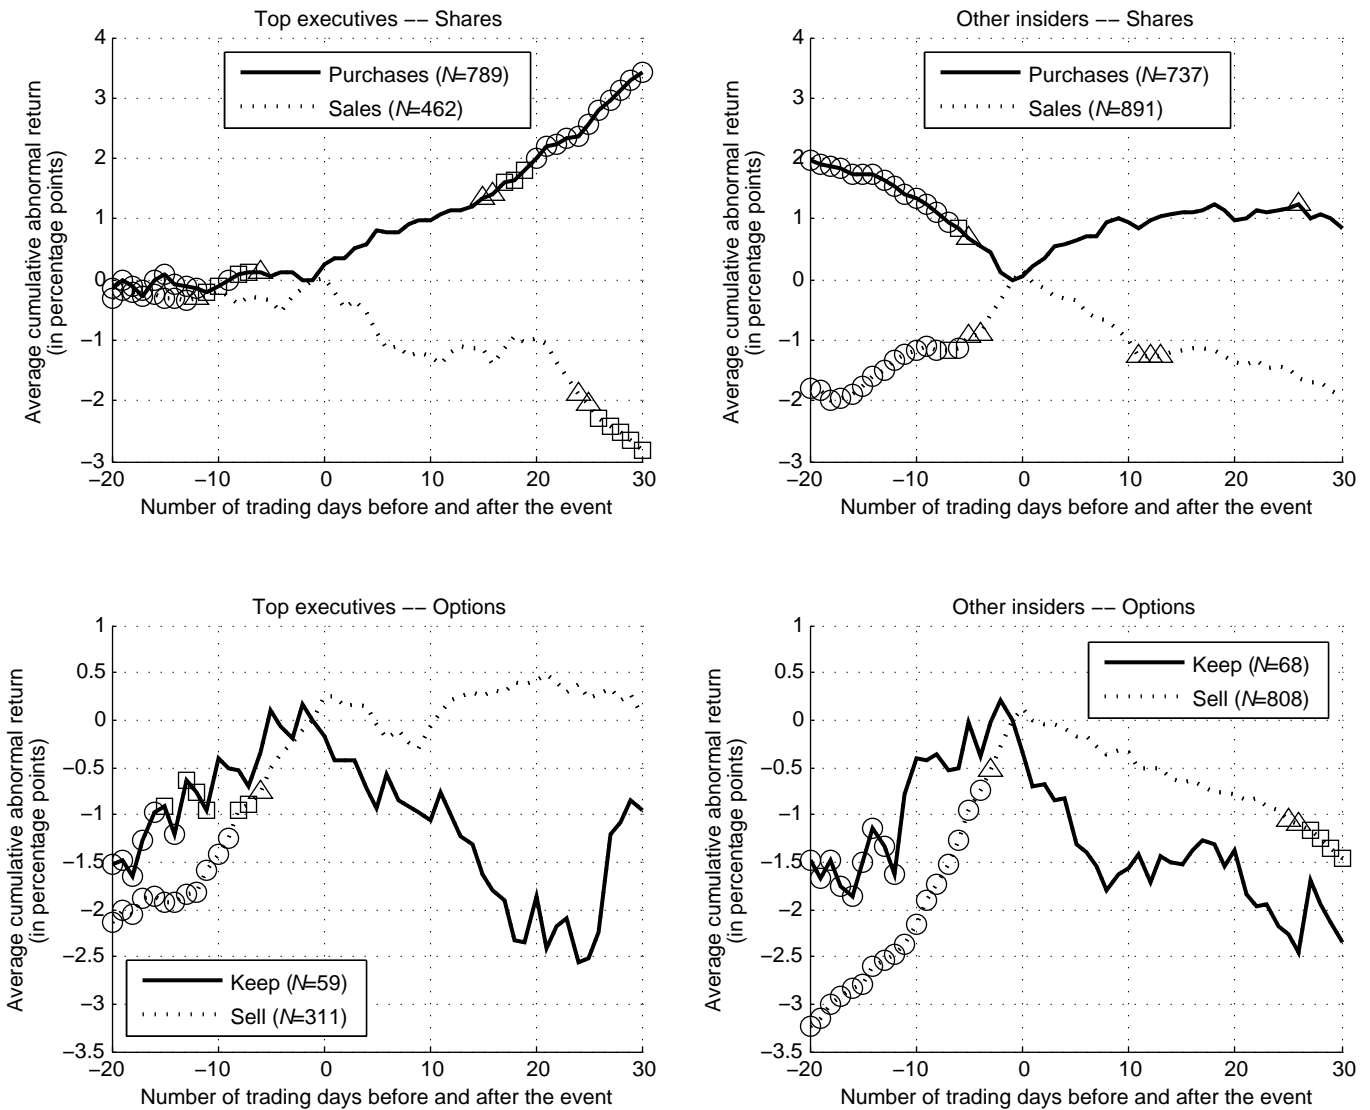 Top executives −− Shares
4
3
2
1
0
−1
−2
−3
Average cumulative abnormal return
(in percentage points)
Purchases (N=789)
Sales (N=462)
−20 −10 0 10 20 30
Number of trading days before and after the event
Other insiders −− Shares
4
3
2
1
0
−1
−2
−3
Average cumulative abnormal return
(in percentage points)
Purchases (N=737)
Sales (N=891)
−20 −10 0 10 20 30
Number of trading days before and after the event
Top executives −− Options
1
0.5
0
−0.5
−1
−1.5
−2
−2.5
−3
−3.5
Average cumulative abnormal return
(in percentage points)
Keep (N=59)
Sell (N=311)
−20 −10 0 10 20 30
Number of trading days before and after the event
Other insiders −− Options
1
0.5
0
−0.5
−1
−1.5
−2
−2.5
−3
−3.5
Average cumulative abnormal return
(in percentage points)
Keep (N=68)
Sell (N=808)
−20 −10 0 10 20 30
Number of trading days before and after the event